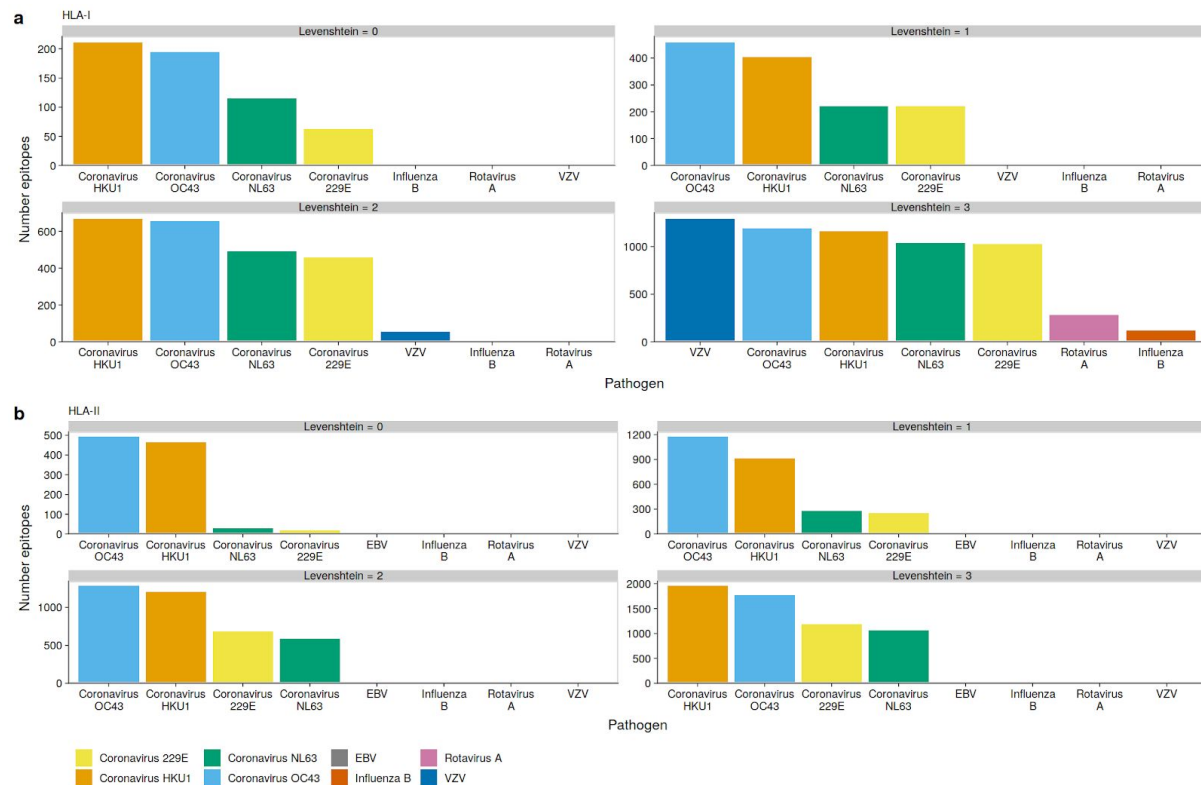 a
HLA-I
Number epitopes
Levenshtein = 0
200
150
100
50
0
Coronavirus Coronavirus Coronavirus Coronavirus Influenza Rotavirus VZV
HKU1 OC43 NL63 229E B A
Levenshtein = 1
400
300
200
100
0
Coronavirus Coronavirus Coronavirus Coronavirus VZV Influenza Rotavirus
OC43 HKU1 NL63 229E B A
Levenshtein = 2
600
400
200
0
Coronavirus Coronavirus Coronavirus Coronavirus VZV Influenza Rotavirus
HKU1 OC43 NL63 229E B A
Levenshtein = 3
1000
500
0
VZV Coronavirus Coronavirus Coronavirus Coronavirus Rotavirus Influenza
OC43 HKU1 NL63 229E A B
Pathogen
b
HLA-II
Number epitopes
Levenshtein = 0
500
400
300
200
100
0
Coronavirus Coronavirus Coronavirus Coronavirus EBV Influenza Rotavirus VZV
OC43 HKU1 NL63 229E B A
Levenshtein = 1
1200
900
600
300
0
Coronavirus Coronavirus Coronavirus Coronavirus EBV Influenza Rotavirus VZV
OC43 HKU1 NL63 229E B A
Levenshtein = 2
1000
500
0
Coronavirus Coronavirus Coronavirus Coronavirus EBV Influenza Rotavirus VZV
OC43 HKU1 229E NL63 B A
Levenshtein = 3
2000
1500
1000
500
0
Coronavirus Coronavirus Coronavirus Coronavirus EBV Influenza Rotavirus VZV
HKU1 OC43 229E NL63 B A
Pathogen
Coronavirus 229E Coronavirus NL63 EBV Rotavirus A
Coronavirus HKU1 Coronavirus OC43 Influenza B VZV